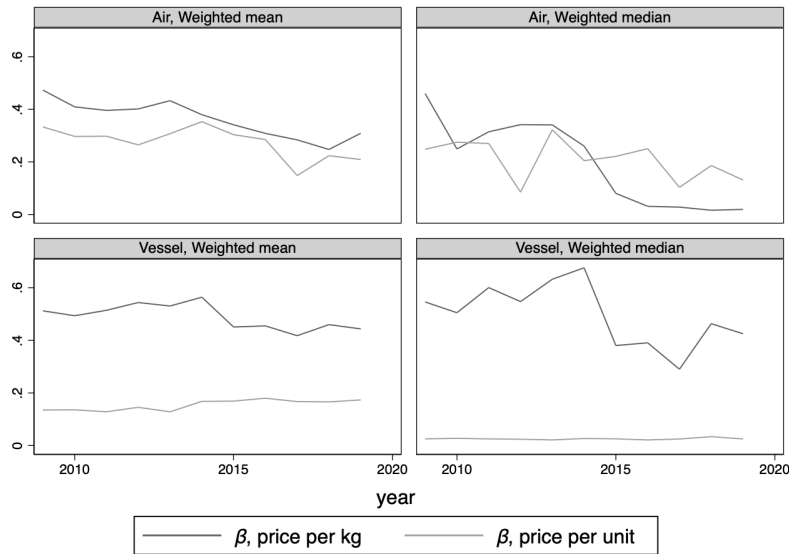 Air, Weighted mean
Air, Weighted median
0 .2 .4 .6
Vessel, Weighted mean
Vessel, Weighted median
0 .2 .4 .6
2010 2015 2020
2010 2015 2020
year
β, price per kg
β, price per unit